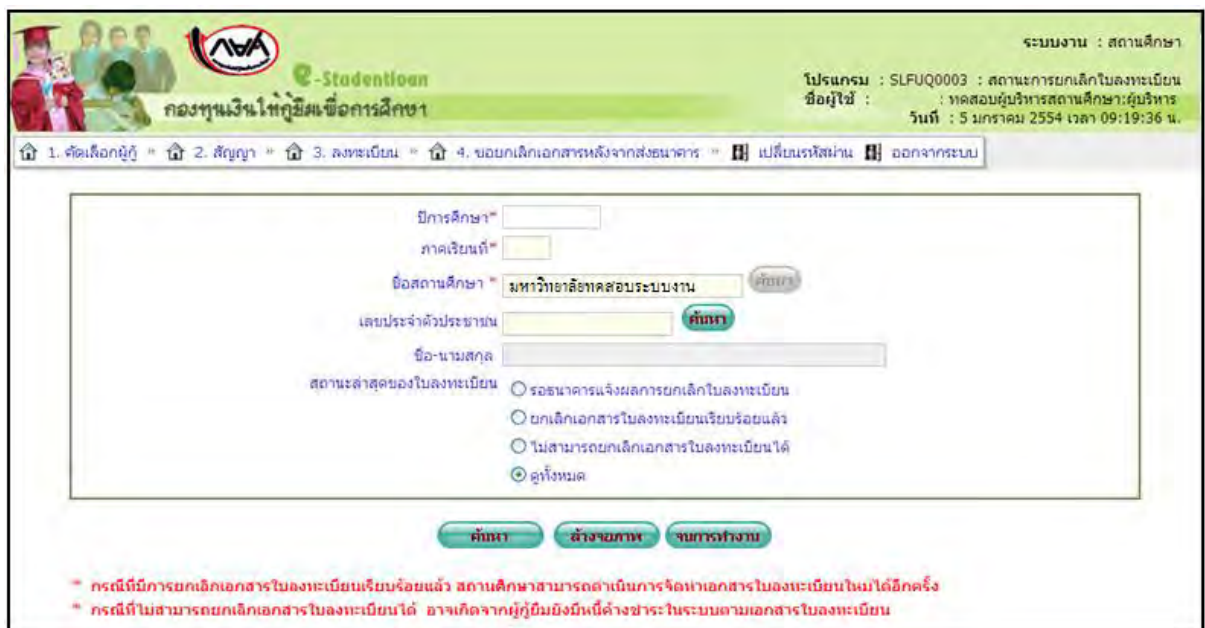 กยศ
ระบบงาน : สถานศึกษา
e-Studentloan
โปรแกรม : SLFUQ0003 : สถานะการยกเลิกใบลงทะเบียน
กองทุนเงินให้กู้ยืมเพื่อการศึกษา
ชื่อผู้ใช้ : : ทดสอบผู้บริหารสถานศึกษา:ผู้บริหาร
วันที่ : 5 มกราคม 2554 เวลา 09:19:36 น.
1. คัดเลือกผู้กู้ » 2. สัญญา » 3. ลงทะเบียน » 4. ขอยกเลิกเอกสารหลังจากส่งธนาคาร » เปลี่ยนรหัสผ่าน ออกจากระบบ
ปีการศึกษา*
ภาคเรียนที่*
ชื่อสถานศึกษา * มหาวิทยาลัยทดสอบระบบงาน ค้นหา
เลขประจำตัวประชาชน ค้นหา
ชื่อ-นามสกุล
สถานะล่าสุดของใบลงทะเบียน รอธนาคารแจ้งผลการยกเลิกใบลงทะเบียน
ยกเลิกเอกสารใบลงทะเบียนเรียบร้อยแล้ว
ไม่สามารถยกเลิกเอกสารใบลงทะเบียนได้
ดูทั้งหมด
ค้นหา ล้างจอภาพ จบการทำงาน
* กรณีที่มีการยกเลิกเอกสารใบลงทะเบียนเรียบร้อยแล้ว สถานศึกษาสามารถดำเนินการจัดทำเอกสารใบลงทะเบียนใหม่ได้อีกครั้ง
* กรณีที่ไม่สามารถยกเลิกเอกสารใบลงทะเบียนได้ อาจเกิดจากผู้กู้ยืมยังมีหนี้ค้างชำระในระบบตามเอกสารใบลงทะเบียน